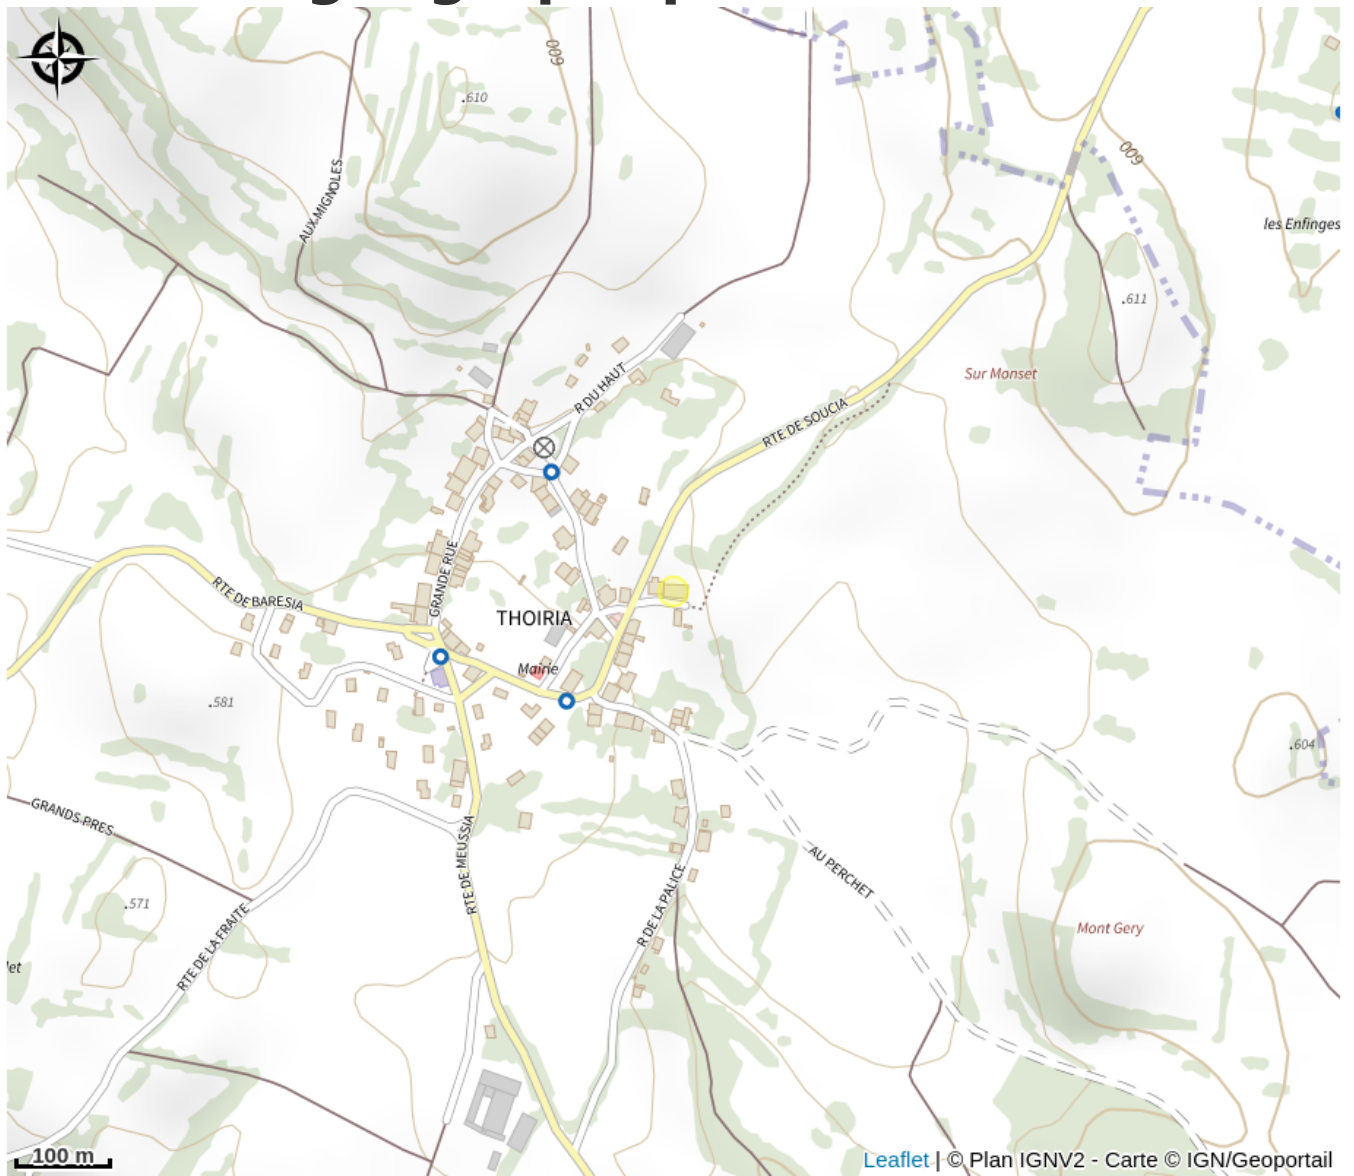 .610
600
600
AUX MIGNOLES
les Enfinges
.611
Sur Monset
R DU HAUT
RTE DE SOUCIA
GRANDE RUE
RTE DE BARESIA
THOIRIA
Mairie
.581
.604
GRANDS PRES
RTE DE MEUSSIA
AU PERCHET
.571
R DE LA PALICE
RTE DE LA FRAITE
Mont Gery
let
100 m
Leaflet | © Plan IGNV2 - Carte © IGN/Geoportail